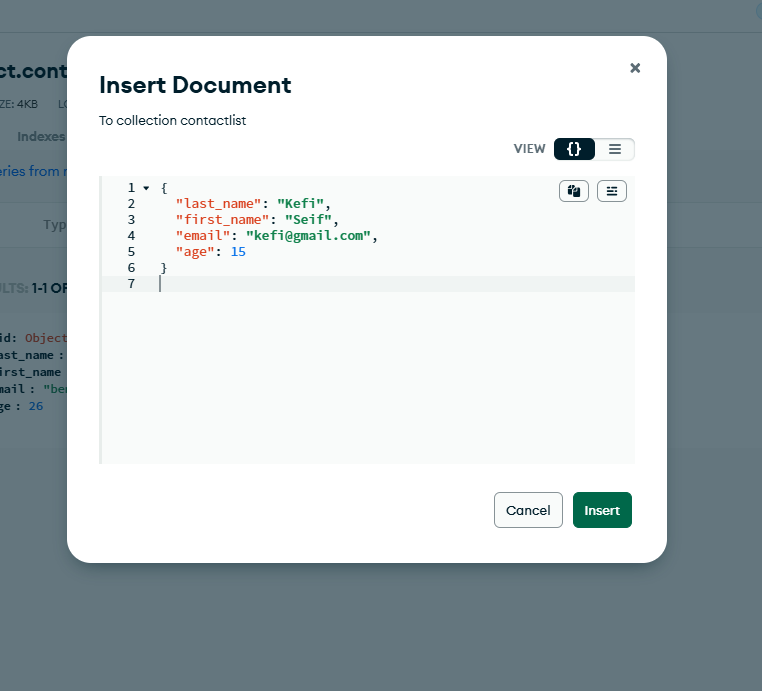 Insert Document
To collection contactlist
VIEW {}
1 {
2 "last_name": "Kefi",
3 "first_name": "Seif",
4 "email": "kefi@gmail.com",
5 "age": 15
6 }
7
Cancel Insert
ct.cont
ZE: 4KB LO
Indexes
eries from
Typ
ULTS: 1-1 OF
id: Object
ast_name :
irst_name
mail : "be
ge : 26